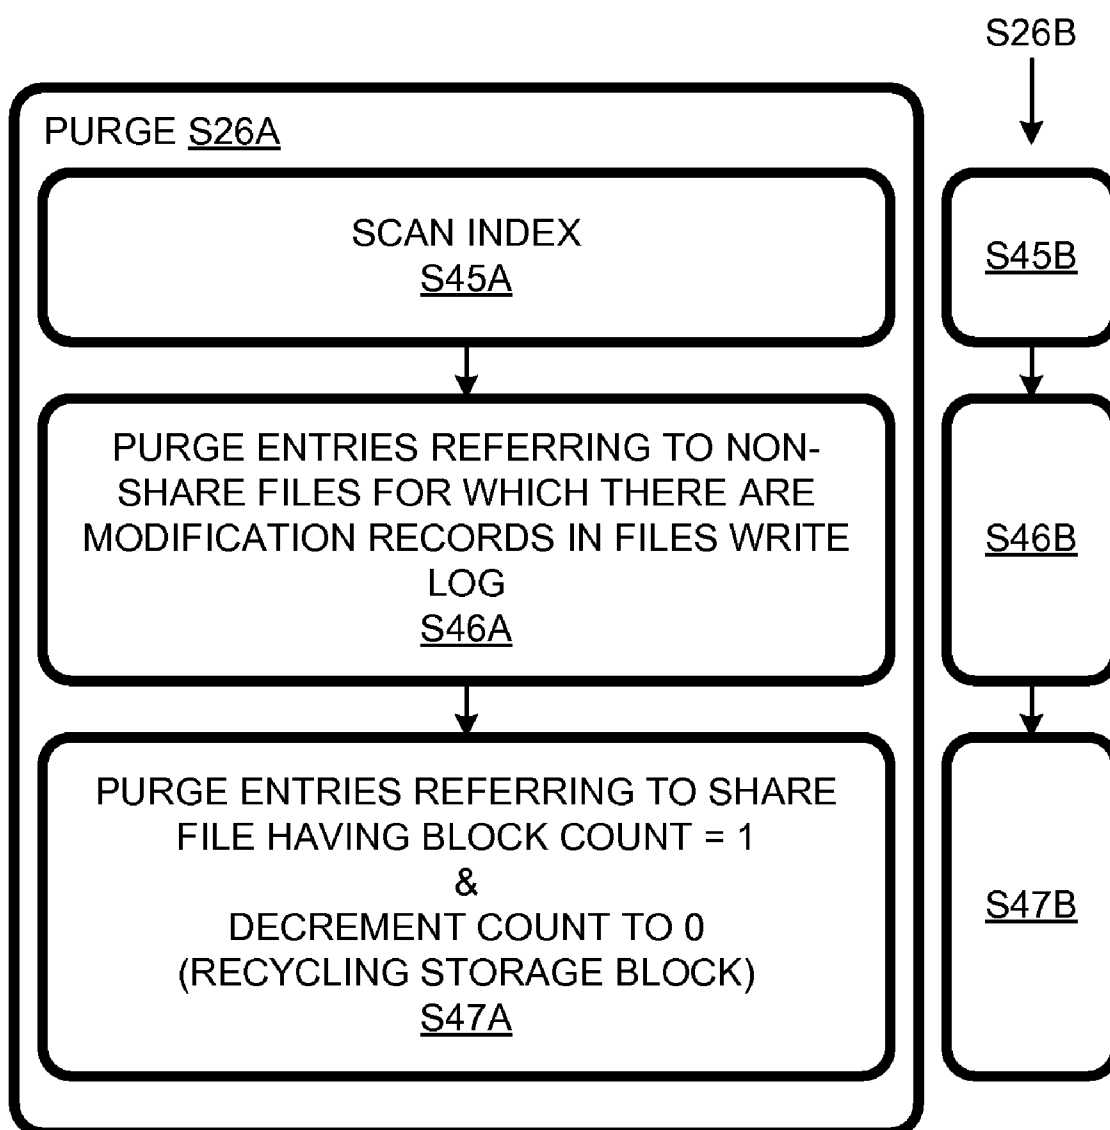 S26B
PURGE S26A
SCAN INDEX
S45A
S45B
PURGE ENTRIES REFERRING TO NON-
SHARE FILES FOR WHICH THERE ARE
MODIFICATION RECORDS IN FILES WRITE
LOG
S46A
S46B
PURGE ENTRIES REFERRING TO SHARE
FILE HAVING BLOCK COUNT = 1
&
DECREMENT COUNT TO 0
(RECYCLING STORAGE BLOCK)
S47A
S47B